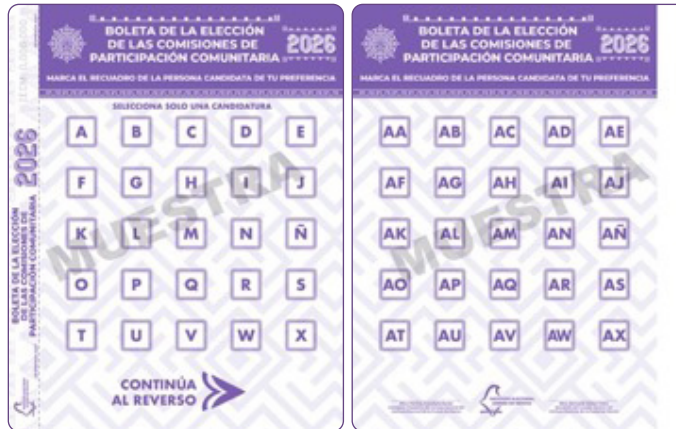 BOLETA DE LA ELECCIÓN
DE LAS COMISIONES DE
PARTICIPACIÓN COMUNITARIA
2026
MARCA EL RECUADRO DE LA PERSONA CANDIDATA DE TU PREFERENCIA
SELECCIONA SOLO UNA CANDIDATURA
A B C D E
F G H I J
K L M N Ñ
O P Q R S
T U V W X
MUESTRA
CONTINÚA
AL REVERSO
BOLETA DE LA ELECCIÓN
DE LAS COMISIONES DE
PARTICIPACIÓN COMUNITARIA
2026
BOLETA DE LA ELECCIÓN
DE LAS COMISIONES DE
PARTICIPACIÓN COMUNITARIA
2026
MARCA EL RECUADRO DE LA PERSONA CANDIDATA DE TU PREFERENCIA
AA AB AC AD AE
AF AG AH AI AJ
AK AL AM AN AÑ
AO AP AQ AR AS
AT AU AV AW AX
MUESTRA